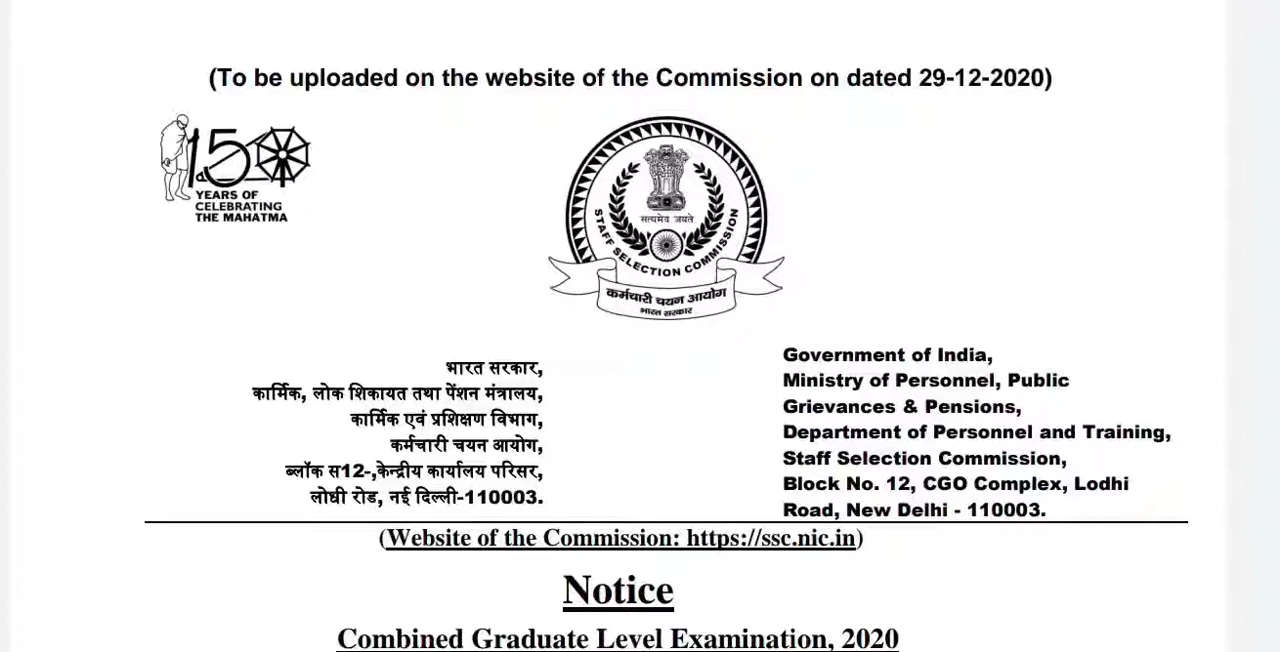 (To be uploaded on the website of the Commission on dated 29-12-2020)
150
YEARS OF
CELEBRATING
THE MAHATMA
सत्यमेव जयते
STAFF SELECTION COMMISSION
कर्मचारी चयन आयोग
भारत सरकार
भारत सरकार,
कार्मिक, लोक शिकायत तथा पेंशन मंत्रालय,
कार्मिक एवं प्रशिक्षण विभाग,
कर्मचारी चयन आयोग,
ब्लॉक स12-,केन्द्रीय कार्यालय परिसर,
लोधी रोड, नई दिल्ली-110003.
Government of India,
Ministry of Personnel, Public
Grievances & Pensions,
Department of Personnel and Training,
Staff Selection Commission,
Block No. 12, CGO Complex, Lodhi
Road, New Delhi - 110003.
(Website of the Commission: https://ssc.nic.in)
Notice
Combined Graduate Level Examination, 2020